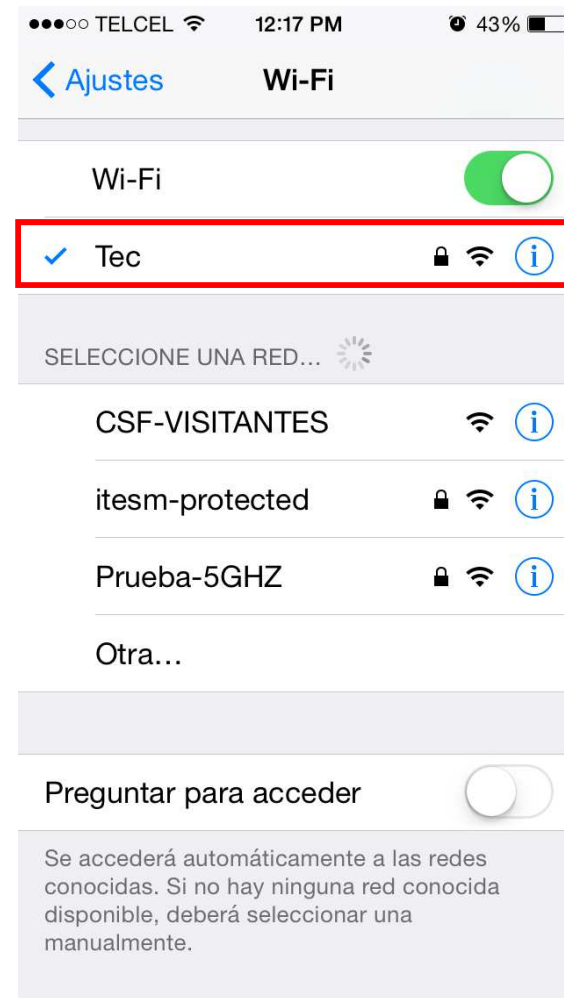 TELCEL 12:17 PM 43%
Ajustes Wi-Fi
Wi-Fi
Tec
SELECCIONE UNA RED...
CSF-VISITANTES
itesm-protected
Prueba-5GHZ
Otra...
Preguntar para acceder
Se accederá automáticamente a las redes
conocidas. Si no hay ninguna red conocida
disponible, deberá seleccionar una
manualmente.